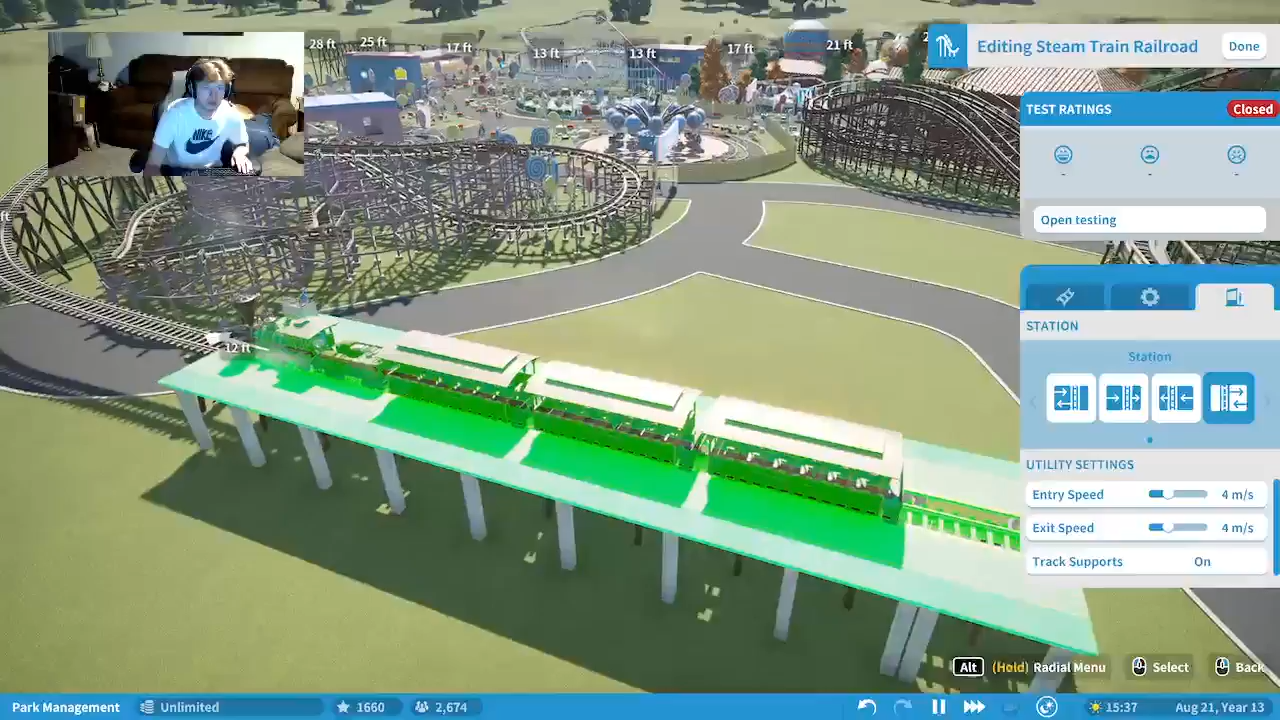 28 ft
25 ft
17 ft
13 ft
13 ft
17 ft
21 ft
Editing Steam Train Railroad
Done
NIKE
TEST RATINGS
Closed
- - -
Open testing
ft
12 ft
STATION
Station
UTILITY SETTINGS
Entry Speed 4 m/s
Exit Speed 4 m/s
Track Supports On
Alt (Hold) Radial Menu Select Back
Park Management Unlimited 1660 2,674 15:37 Aug 21, Year 13